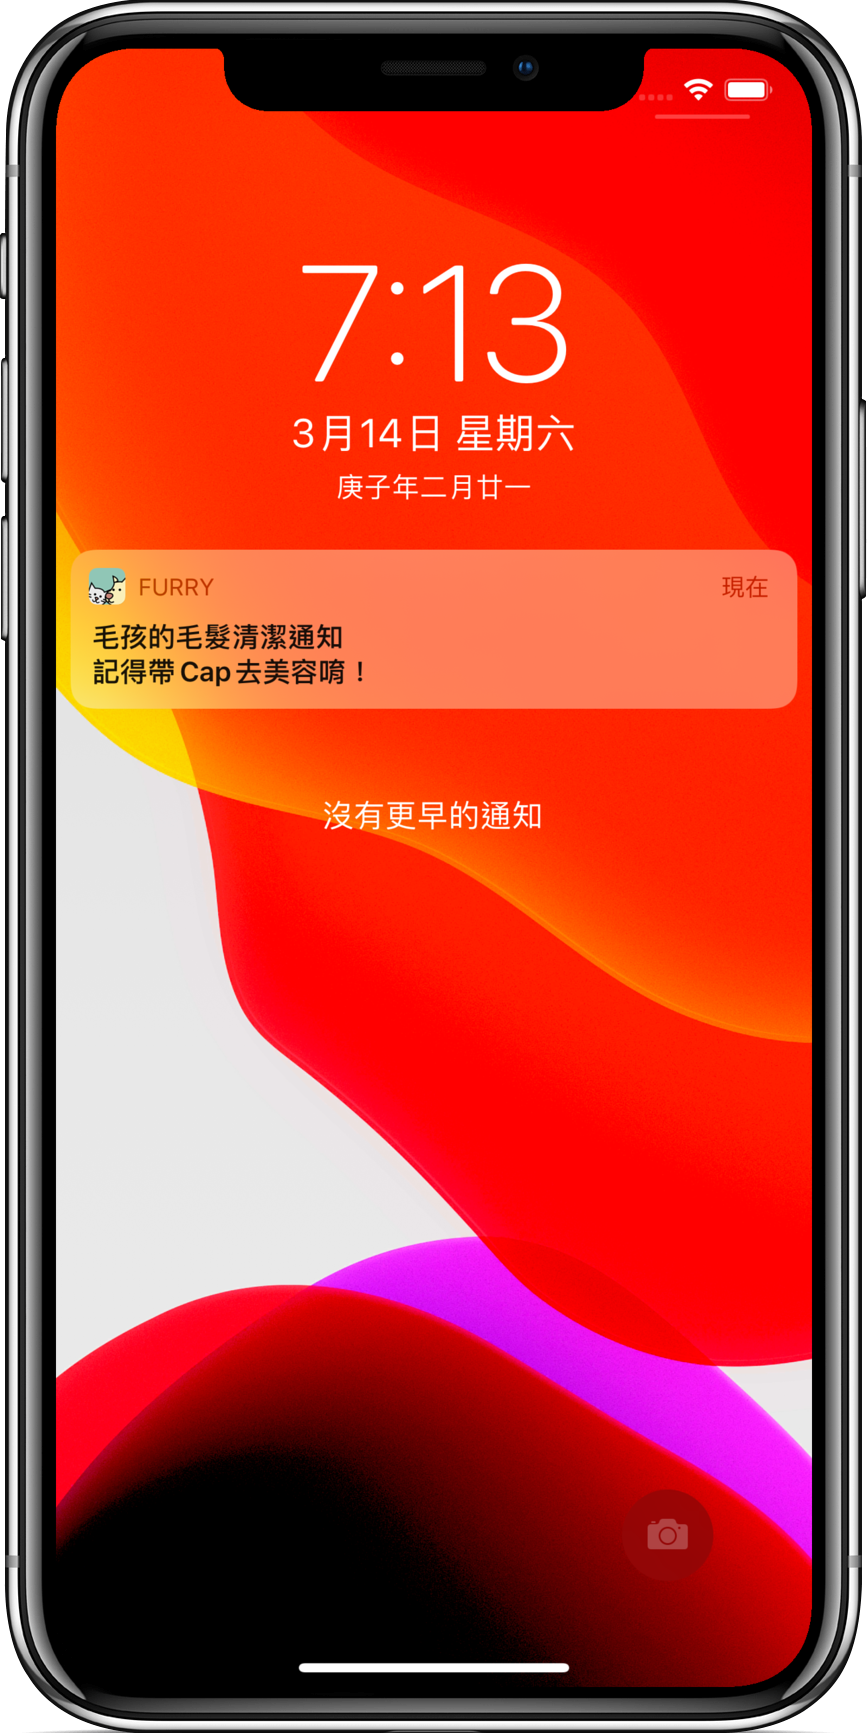 7:13
3月14日 星期六
庚子年二月廿一
FURRY
現在
毛孩的毛髮清潔通知
記得帶 Cap 去美容唷！
沒有更早的通知